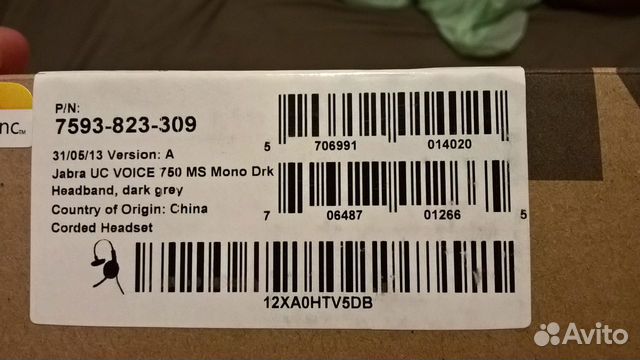 P/N:
7593-823-309
31/05/13 Version: A
Jabra UC VOICE 750 MS Mono Drk
Headband, dark grey
Country of Origin: China
Corded Headset
5 706991 014020
7 06487 01266 5
12XA0HTV5DB
nc™
Avito